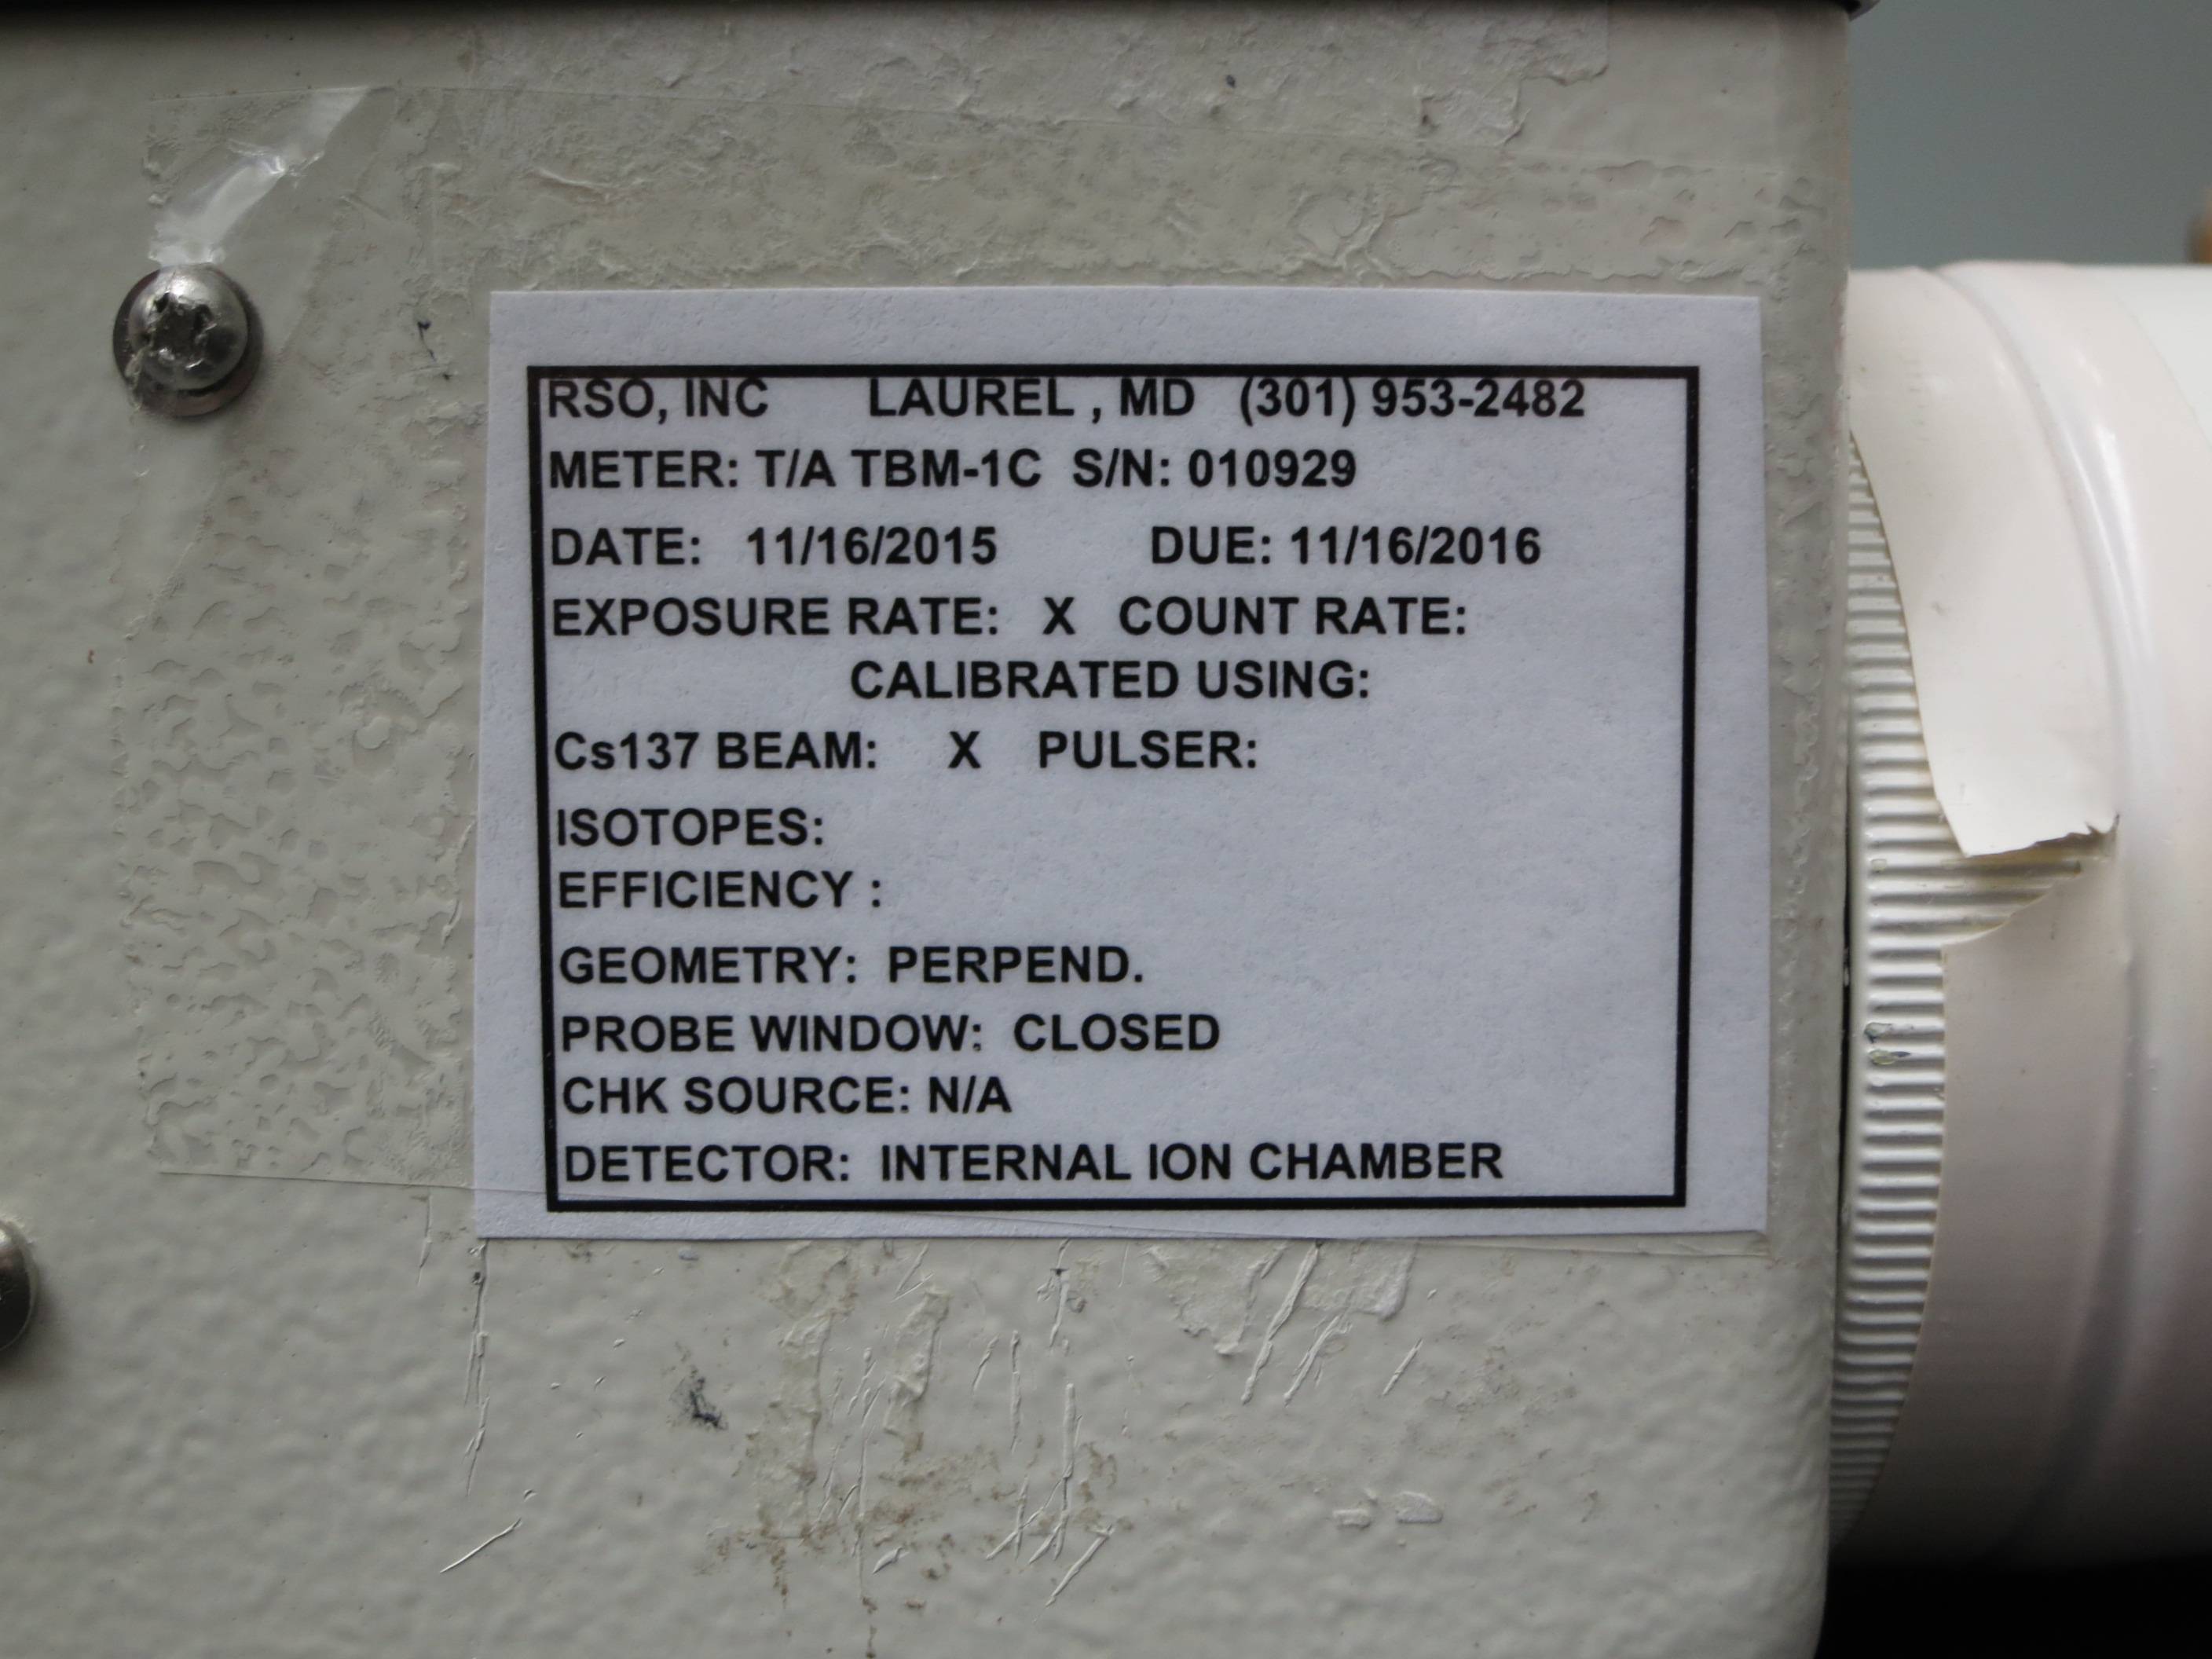 RSO, INC LAUREL , MD (301) 953-2482
METER: T/A TBM-1C S/N: 010929
DATE: 11/16/2015 DUE: 11/16/2016
EXPOSURE RATE: X COUNT RATE:
CALIBRATED USING:
Cs137 BEAM: X PULSER:
ISOTOPES:
EFFICIENCY :
GEOMETRY: PERPEND.
PROBE WINDOW: CLOSED
CHK SOURCE: N/A
DETECTOR: INTERNAL ION CHAMBER